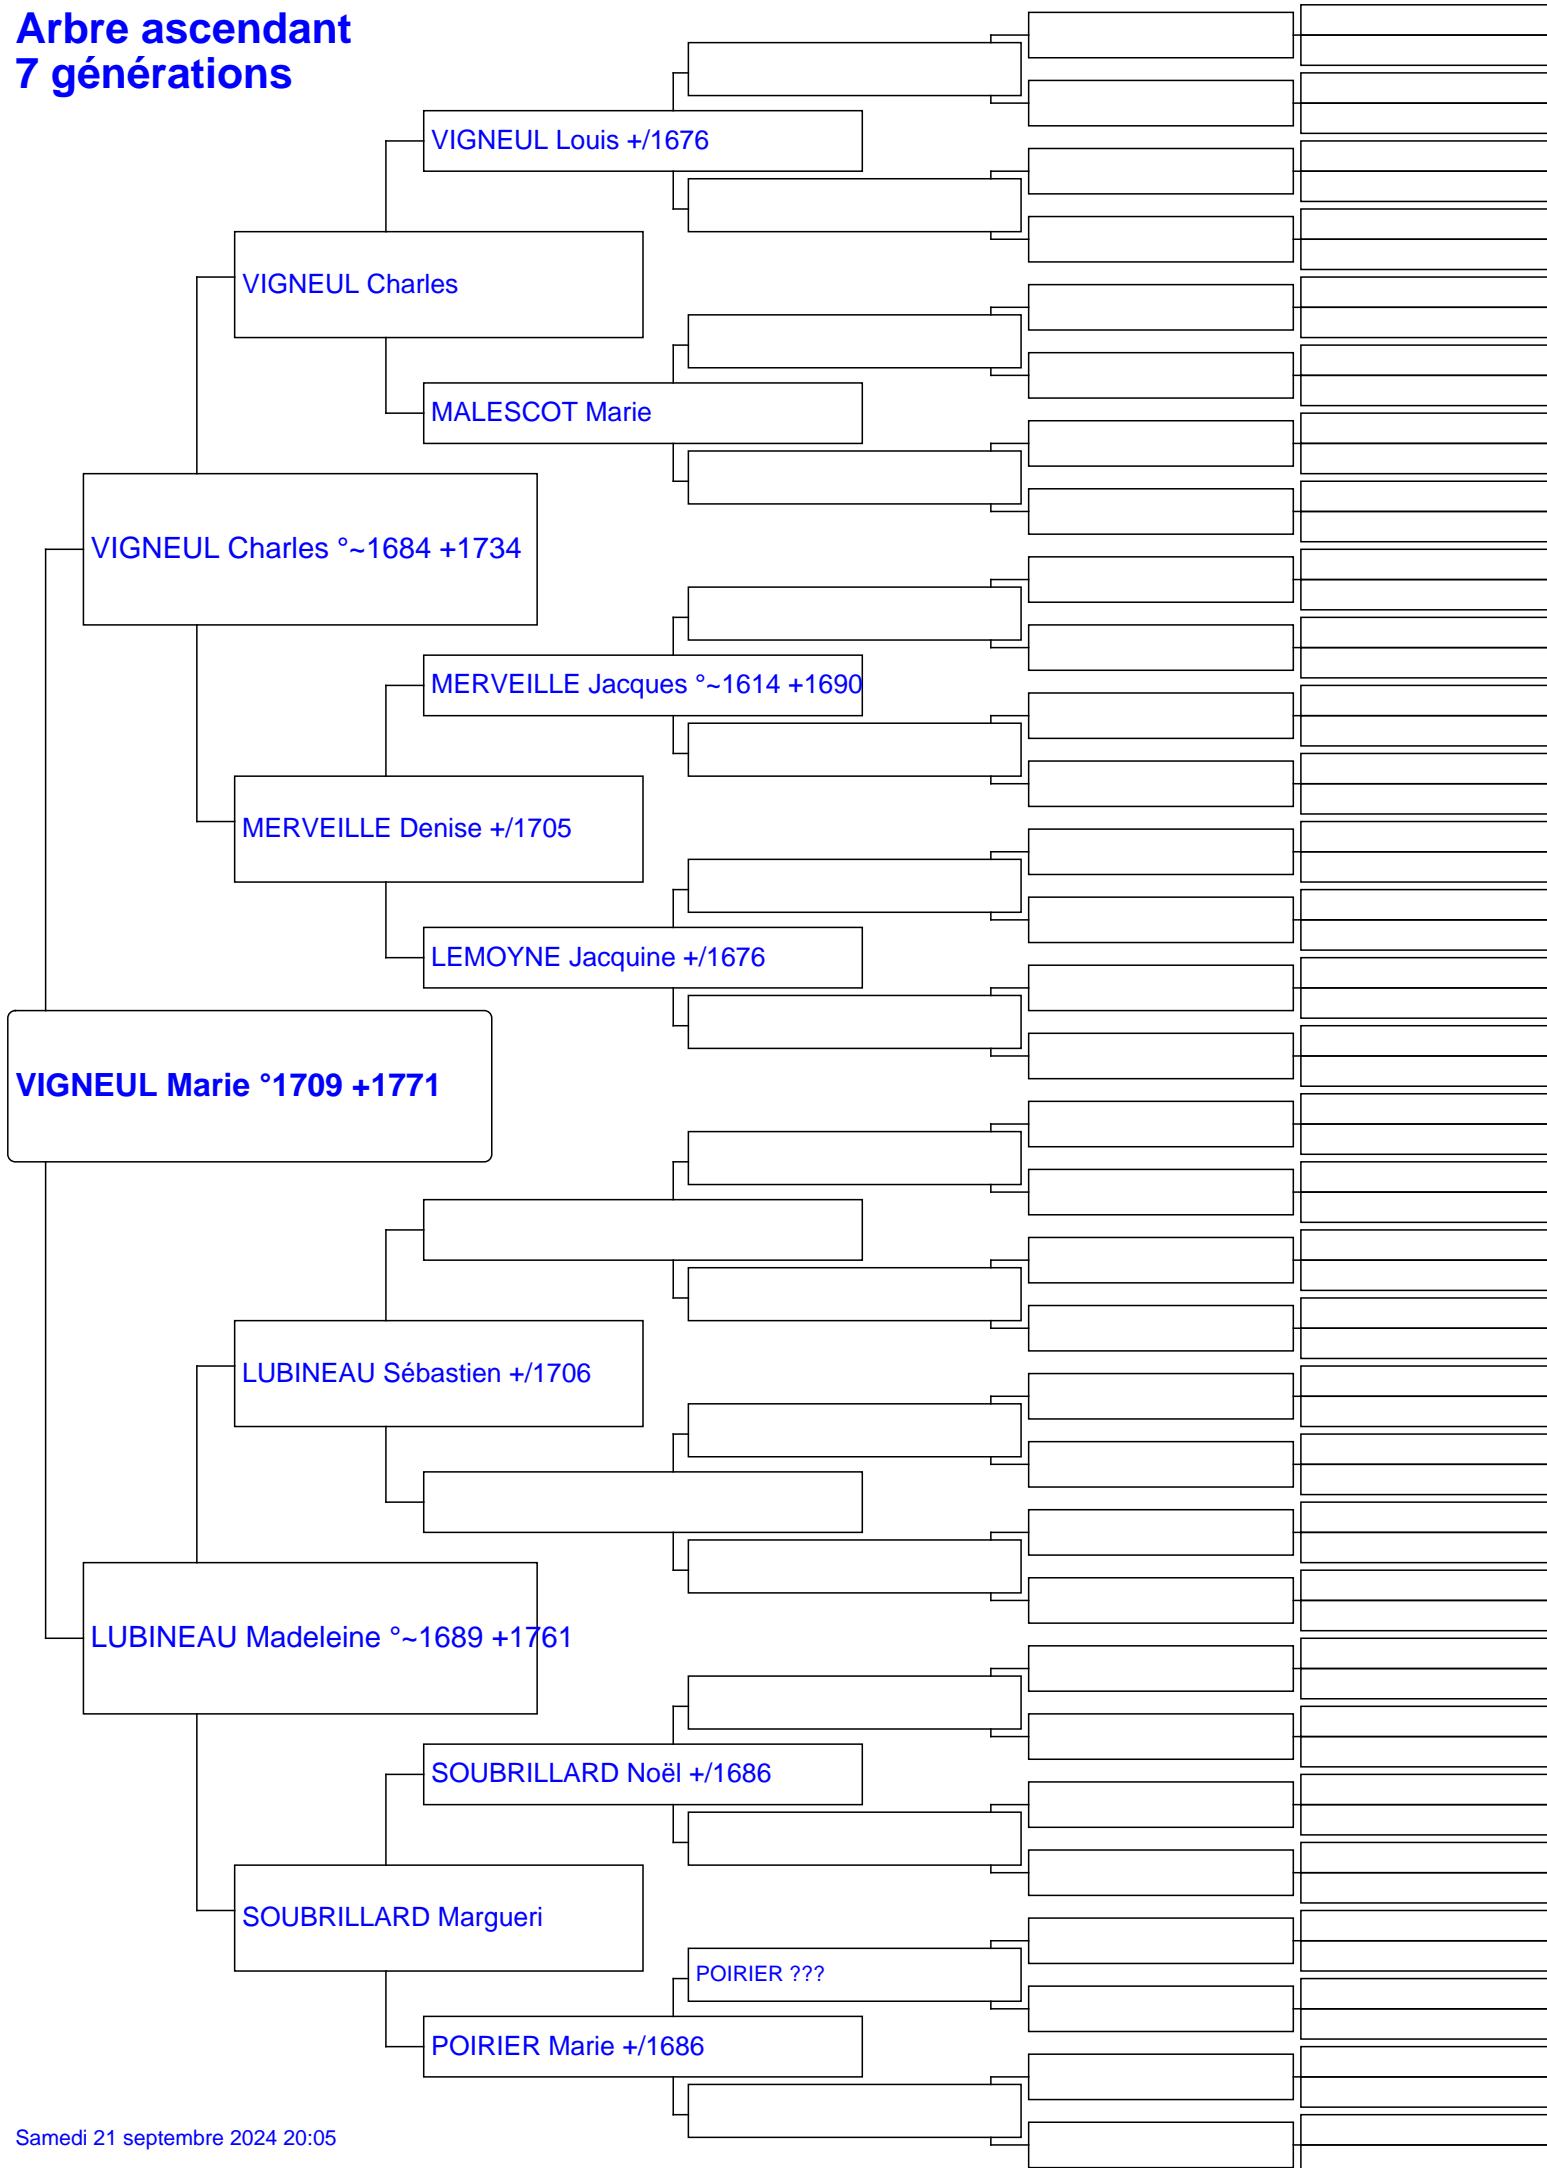 Arbre ascendant
7 générations
VIGNEUL Louis +/1676
VIGNEUL Charles
MALESCOT Marie
VIGNEUL Charles °~1684 +1734
MERVEILLE Jacques °~1614 +1690
MERVEILLE Denise +/1705
LEMOYNE Jacquine +/1676
VIGNEUL Marie °1709 +1771
LUBINEAU Sébastien +/1706
LUBINEAU Madeleine °~1689 +1761
SOUBRILLARD Noël +/1686
SOUBRILLARD Margueri
POIRIER ???
POIRIER Marie +/1686
Samedi 21 septembre 2024 20:05